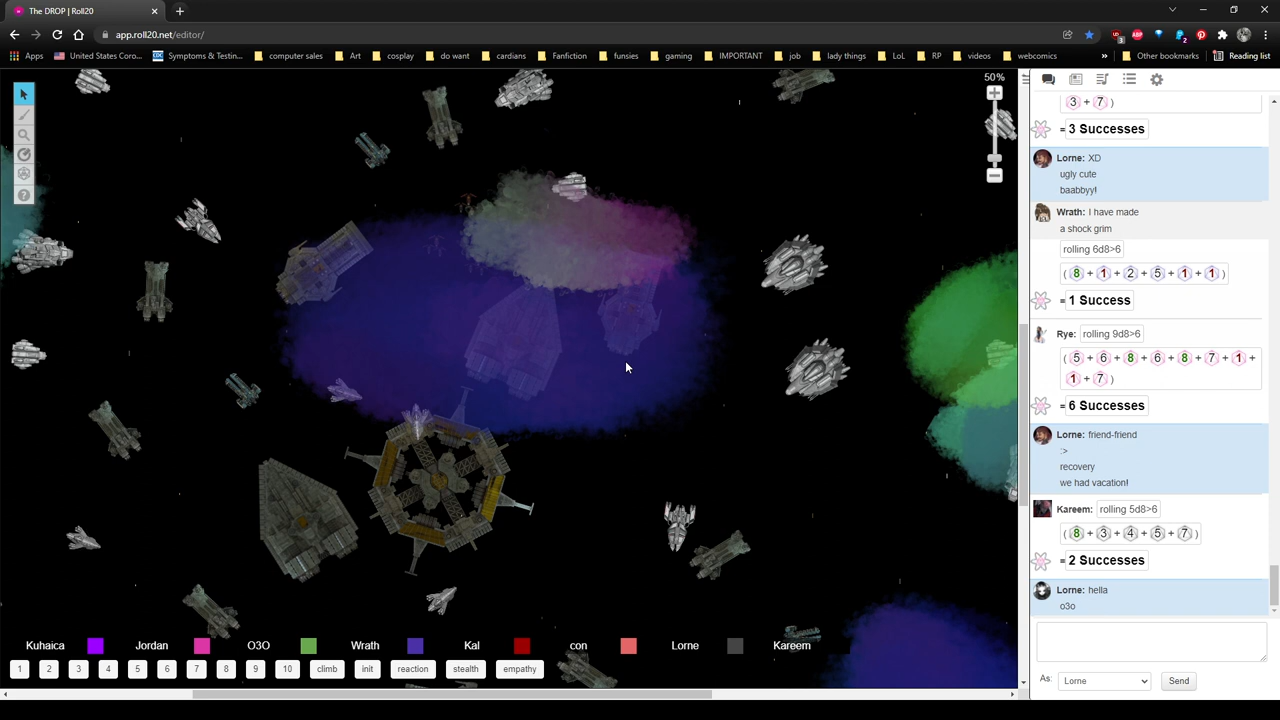 The DROP | Roll20
app.roll20.net/editor/
Apps
United States Coro...
Symptoms & Testin...
computer sales
Art
cosplay
do want
cardians
Fanfiction
funsies
gaming
IMPORTANT
job
lady things
LoL
RP
videos
webcomics
»
Other bookmarks
Reading list
50%
3 + 7 )
= 3 Successes
Lorne: XD
ugly cute
baabbyy!
Wrath: I have made
a shock grim
rolling 6d8>6
( 8 + 1 + 2 + 5 + 1 + 1 )
= 1 Success
Rye: rolling 9d8>6
( 5 + 6 + 8 + 6 + 8 + 7 + 1 +
1 + 7 )
= 6 Successes
Lorne: friend-friend
:>
recovery
we had vacation!
Kareem: rolling 5d8>6
( 8 + 3 + 4 + 5 + 7 )
= 2 Successes
Lorne: hella
o3o
Kuhaica Jordan O3O Wrath Kal con Lorne Kareem
1 2 3 4 5 6 7 8 9 10 climb init reaction stealth empathy
As: Lorne Send